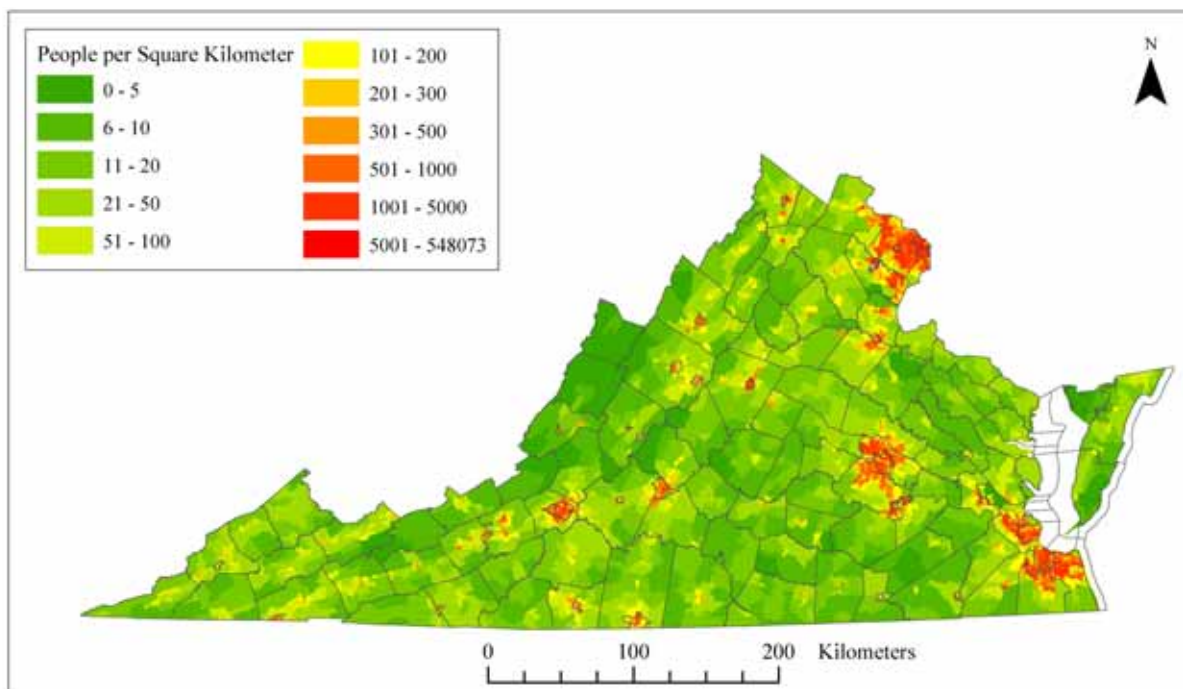 People per Square Kilometer
0 - 5
6 - 10
11 - 20
21 - 50
51 - 100
101 - 200
201 - 300
301 - 500
501 - 1000
1001 - 5000
5001 - 548073
N
0 100 200 Kilometers